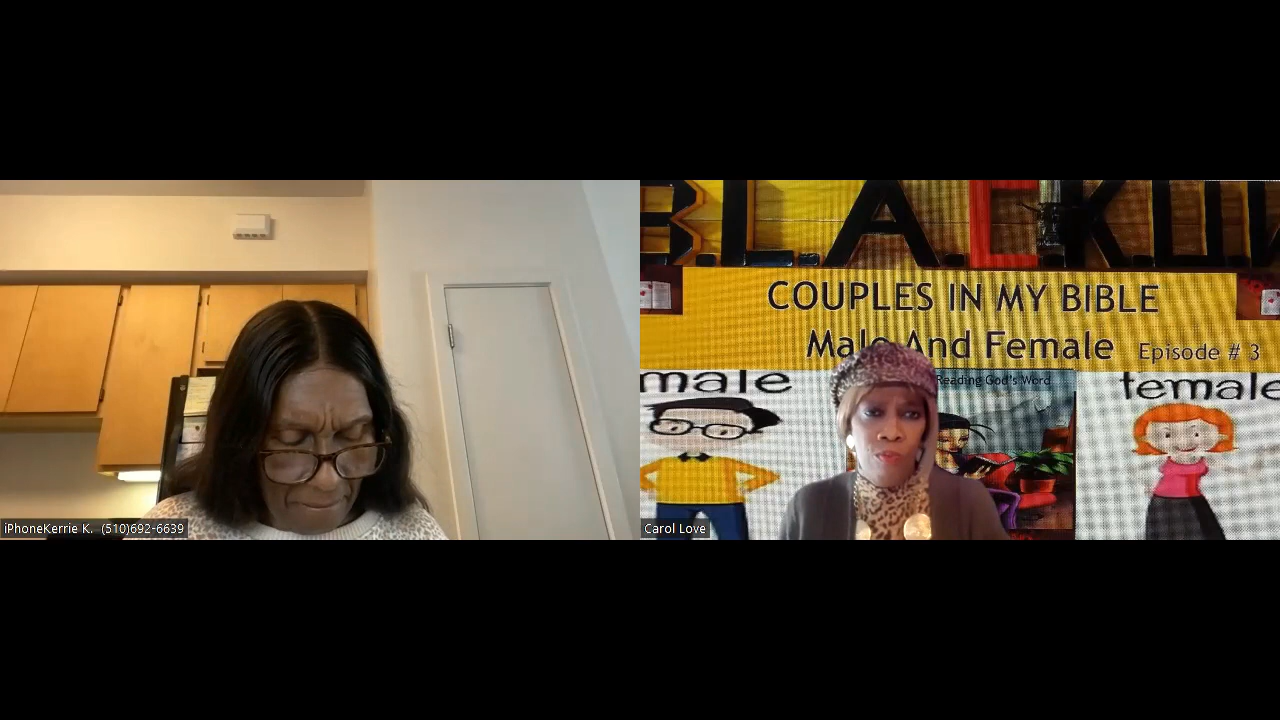 B.L.A.C.K.
COUPLES IN MY BIBLE
Male And Female Episode # 3
male
Reading God's Word
female
iPhoneKerrie K. (510)692-6639
Carol Love